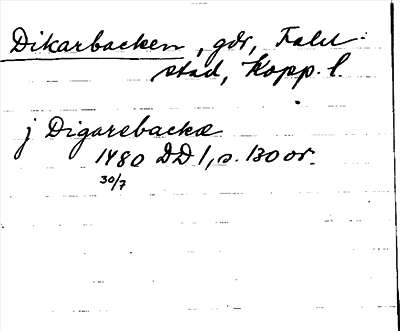 Dikarbacken, gdr, Falu
stad, Kopp. l.
j Digarebacka
1480 DD 1, s. 130 or.
30/7